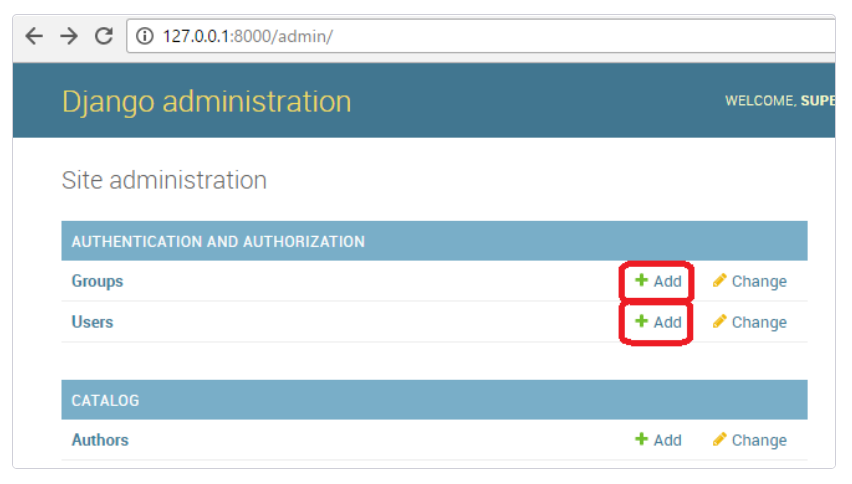 127.0.0.1:8000/admin/
Django administration
WELCOME, SUPE
Site administration
AUTHENTICATION AND AUTHORIZATION
Groups Add Change
Users Add Change
CATALOG
Authors Add Change